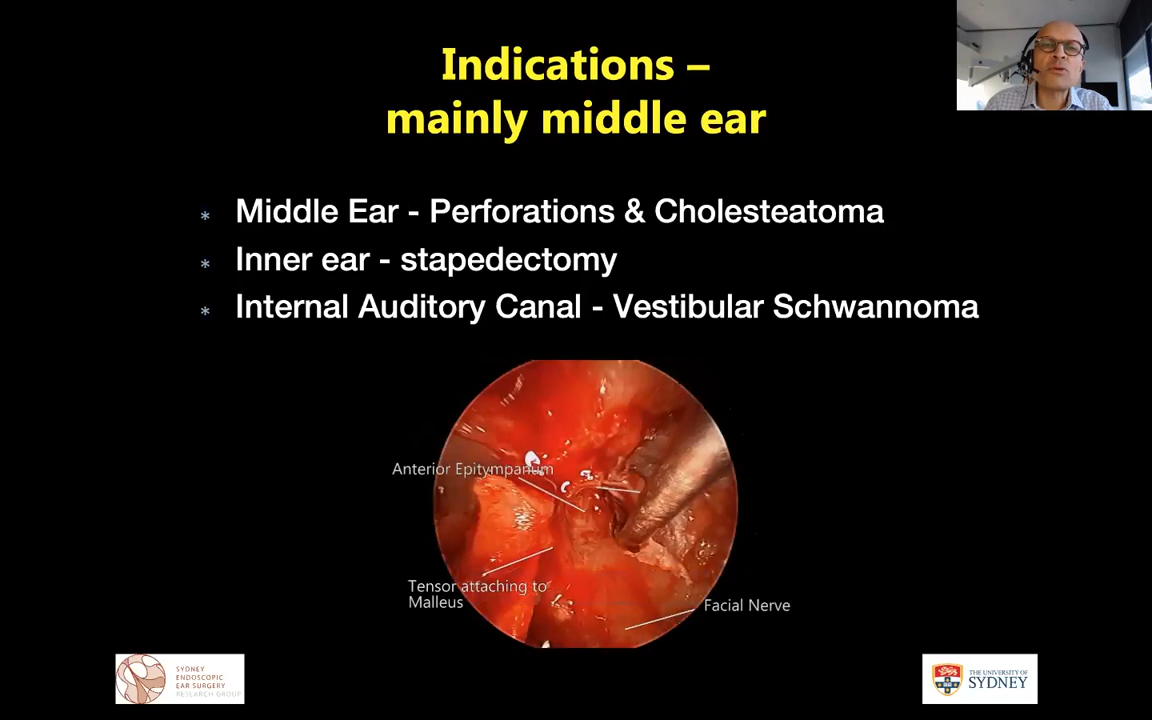 Indications –
mainly middle ear
* Middle Ear - Perforations & Cholesteatoma
* Inner ear - stapedectomy
* Internal Auditory Canal - Vestibular Schwannoma
Anterior Epitympanum
Tensor attaching to
Malleus
Facial Nerve
SYDNEY
ENDOSCOPIC
EAR SURGERY
RESEARCH GROUP
THE UNIVERSITY OF
SYDNEY